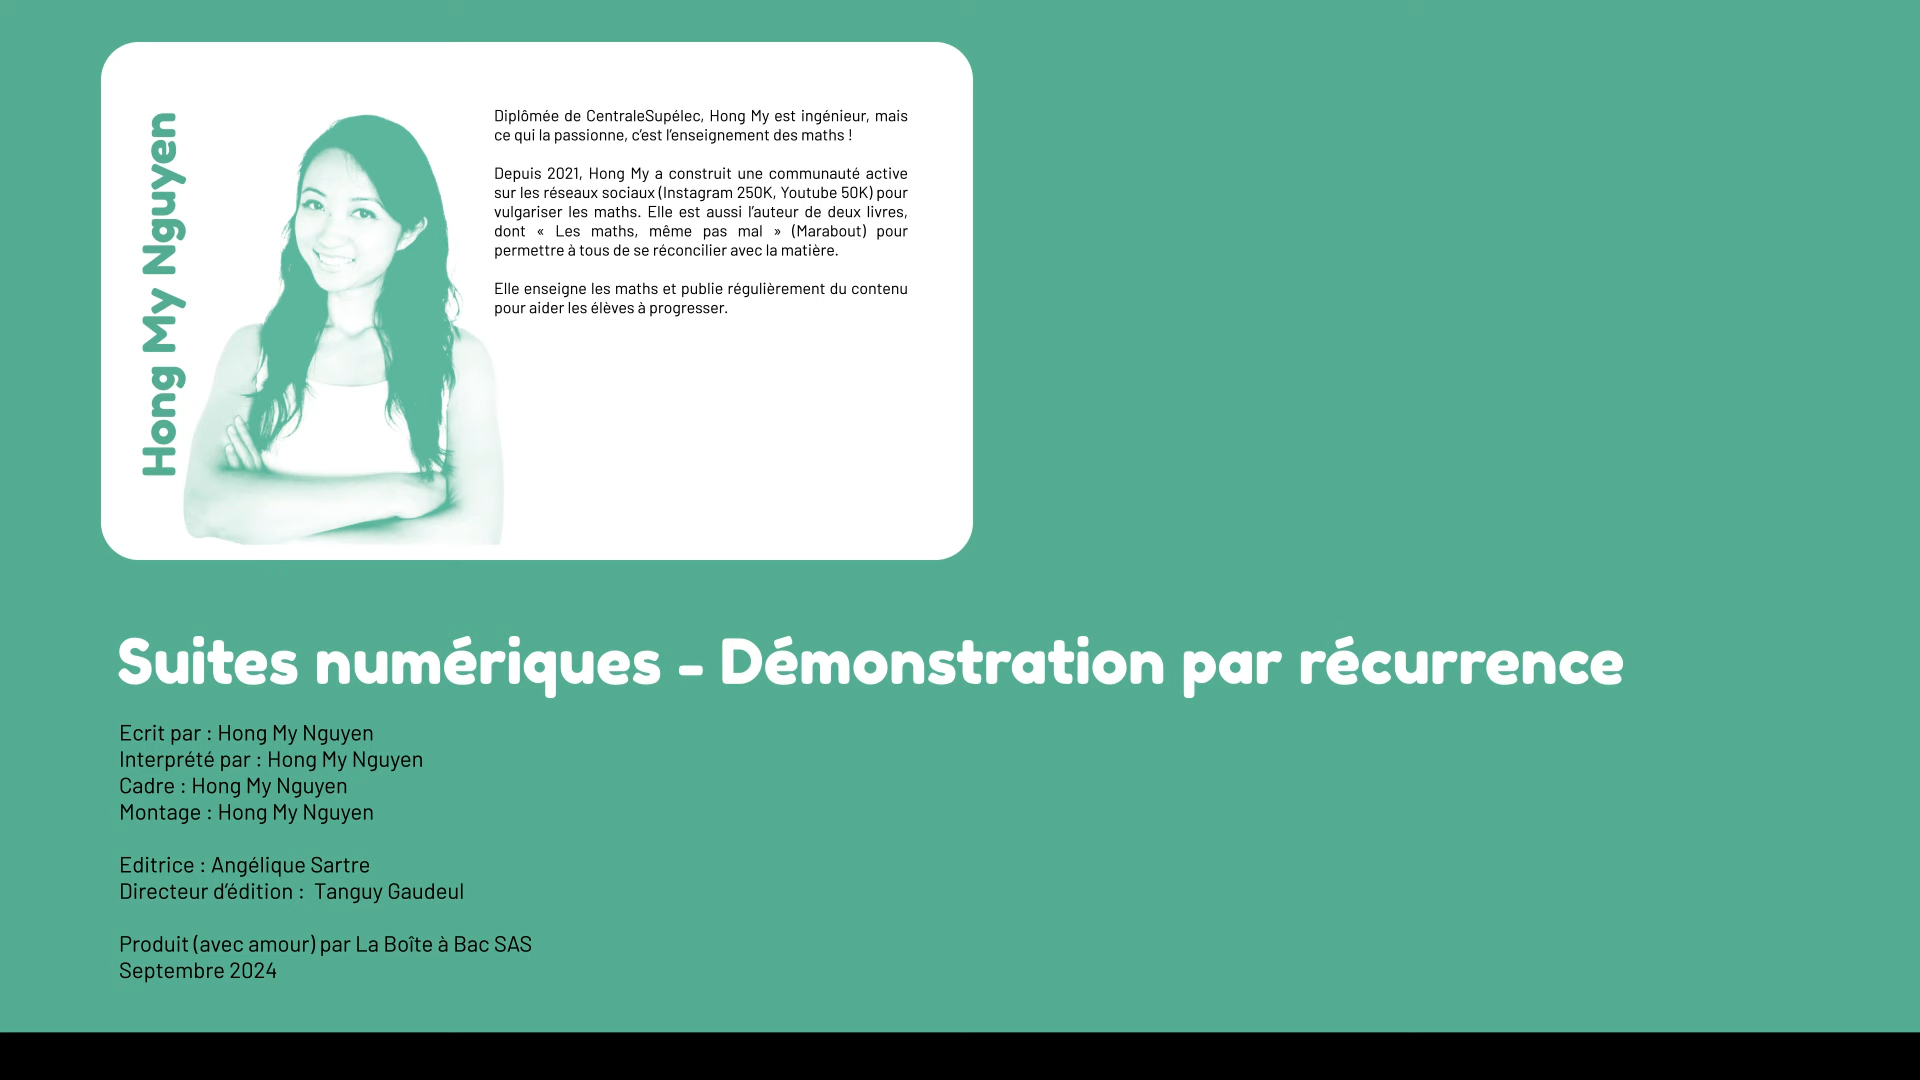 Hong My Nguyen
Diplômée de CentraleSupélec, Hong My est ingénieur, mais
ce qui la passionne, c’est l’enseignement des maths !
Depuis 2021, Hong My a construit une communauté active
sur les réseaux sociaux (Instagram 250K, Youtube 50K) pour
vulgariser les maths. Elle est aussi l’auteur de deux livres,
dont « Les maths, même pas mal » (Marabout) pour
permettre à tous de se réconcilier avec la matière.
Elle enseigne les maths et publie régulièrement du contenu
pour aider les élèves à progresser.
Suites numériques - Démonstration par récurrence
Ecrit par : Hong My Nguyen
Interprété par : Hong My Nguyen
Cadre : Hong My Nguyen
Montage : Hong My Nguyen
Editrice : Angélique Sartre
Directeur d’édition : Tanguy Gaudeul
Produit (avec amour) par La Boîte à Bac SAS
Septembre 2024